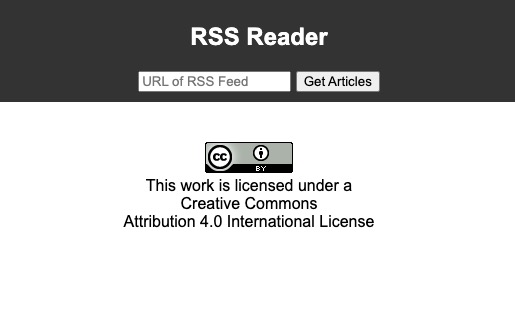 RSS Reader
URL of RSS Feed Get Articles
cc BY
This work is licensed under a
Creative Commons
Attribution 4.0 International License